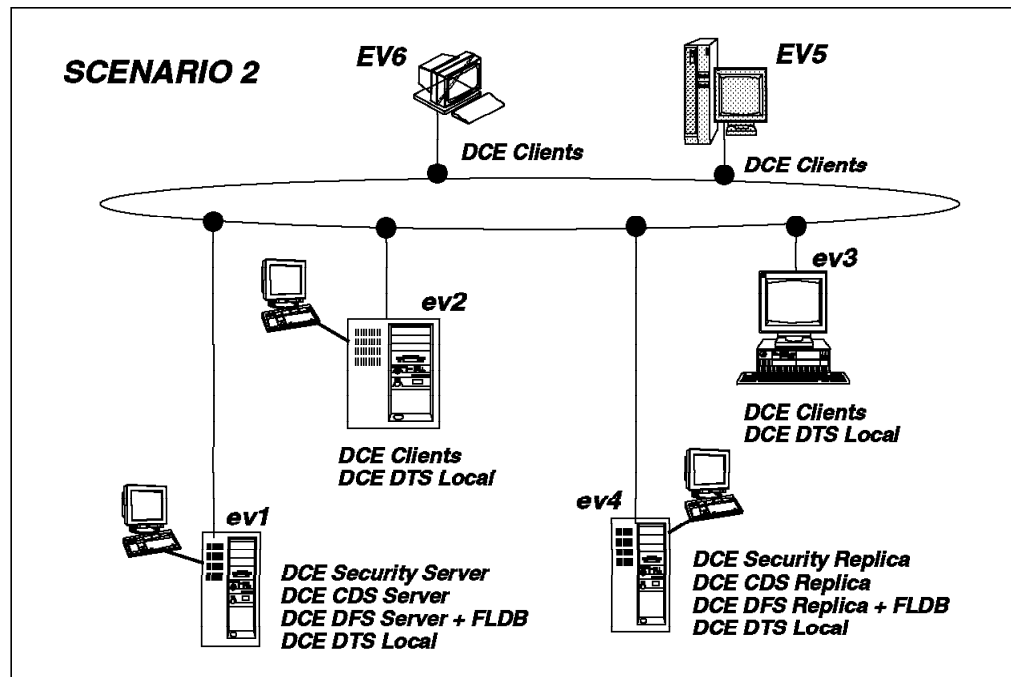 SCENARIO 2
EV6
EV5
DCE Clients
DCE Clients
ev2
ev3
DCE Clients
DCE DTS Local
DCE Clients
DCE DTS Local
ev1
ev4
DCE Security Server
DCE CDS Server
DCE DFS Server + FLDB
DCE DTS Local
DCE Security Replica
DCE CDS Replica
DCE DFS Replica + FLDB
DCE DTS Local